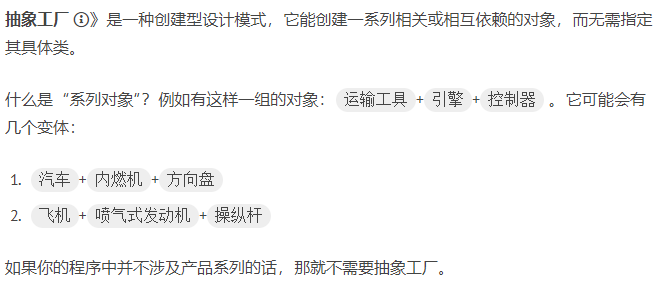 抽象工厂 ⓘ》是一种创建型设计模式，它能创建一系列相关或相互依赖的对象，而无需指定
其具体类。
什么是“系列对象”？例如有这样一组的对象： 运输工具+引擎+控制器 。它可能会有
几个变体：
1. 汽车+内燃机+方向盘
2. 飞机+喷气式发动机+操纵杆
如果你的程序中并不涉及产品系列的话，那就不需要抽象工厂。